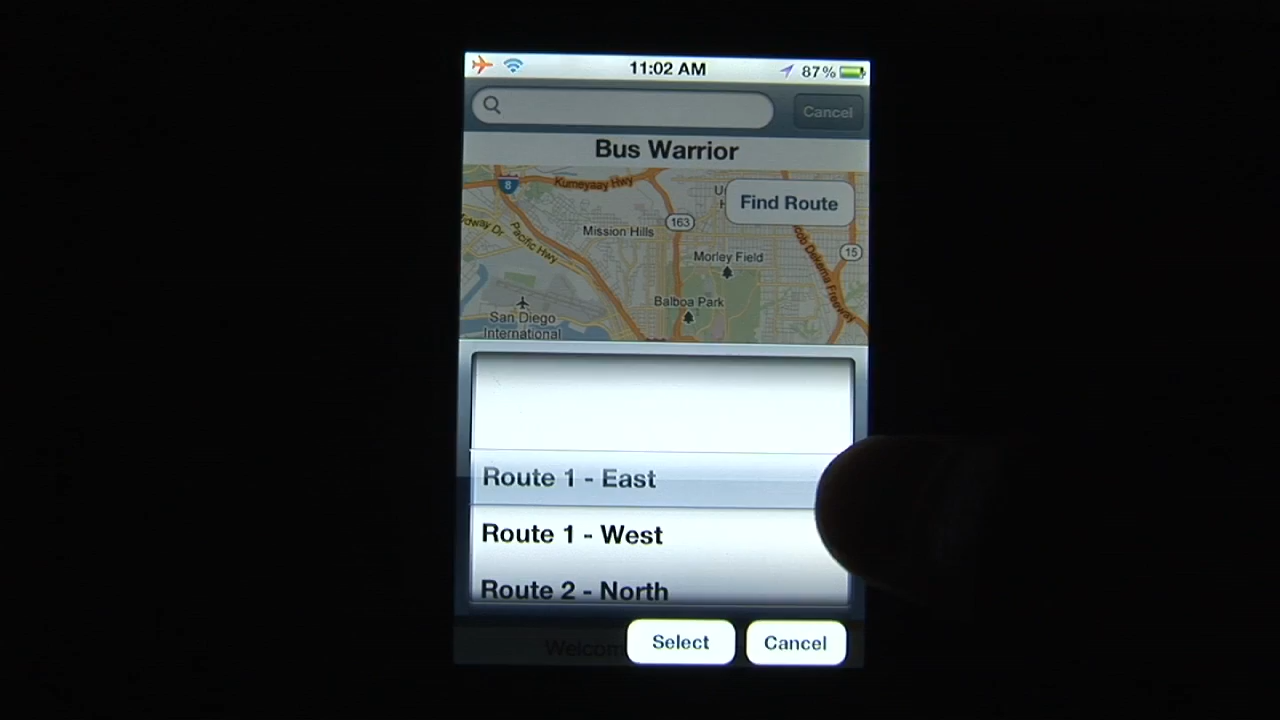 11:02 AM
87%
Cancel
Bus Warrior
8
Kumeyaay Hwy
Find Route
163
Mission Hills
Pacific Hwy
15
Morley Field
Balboa Park
San Diego
International
Route 1 - East
Route 1 - West
Route 2 - North
Select
Cancel